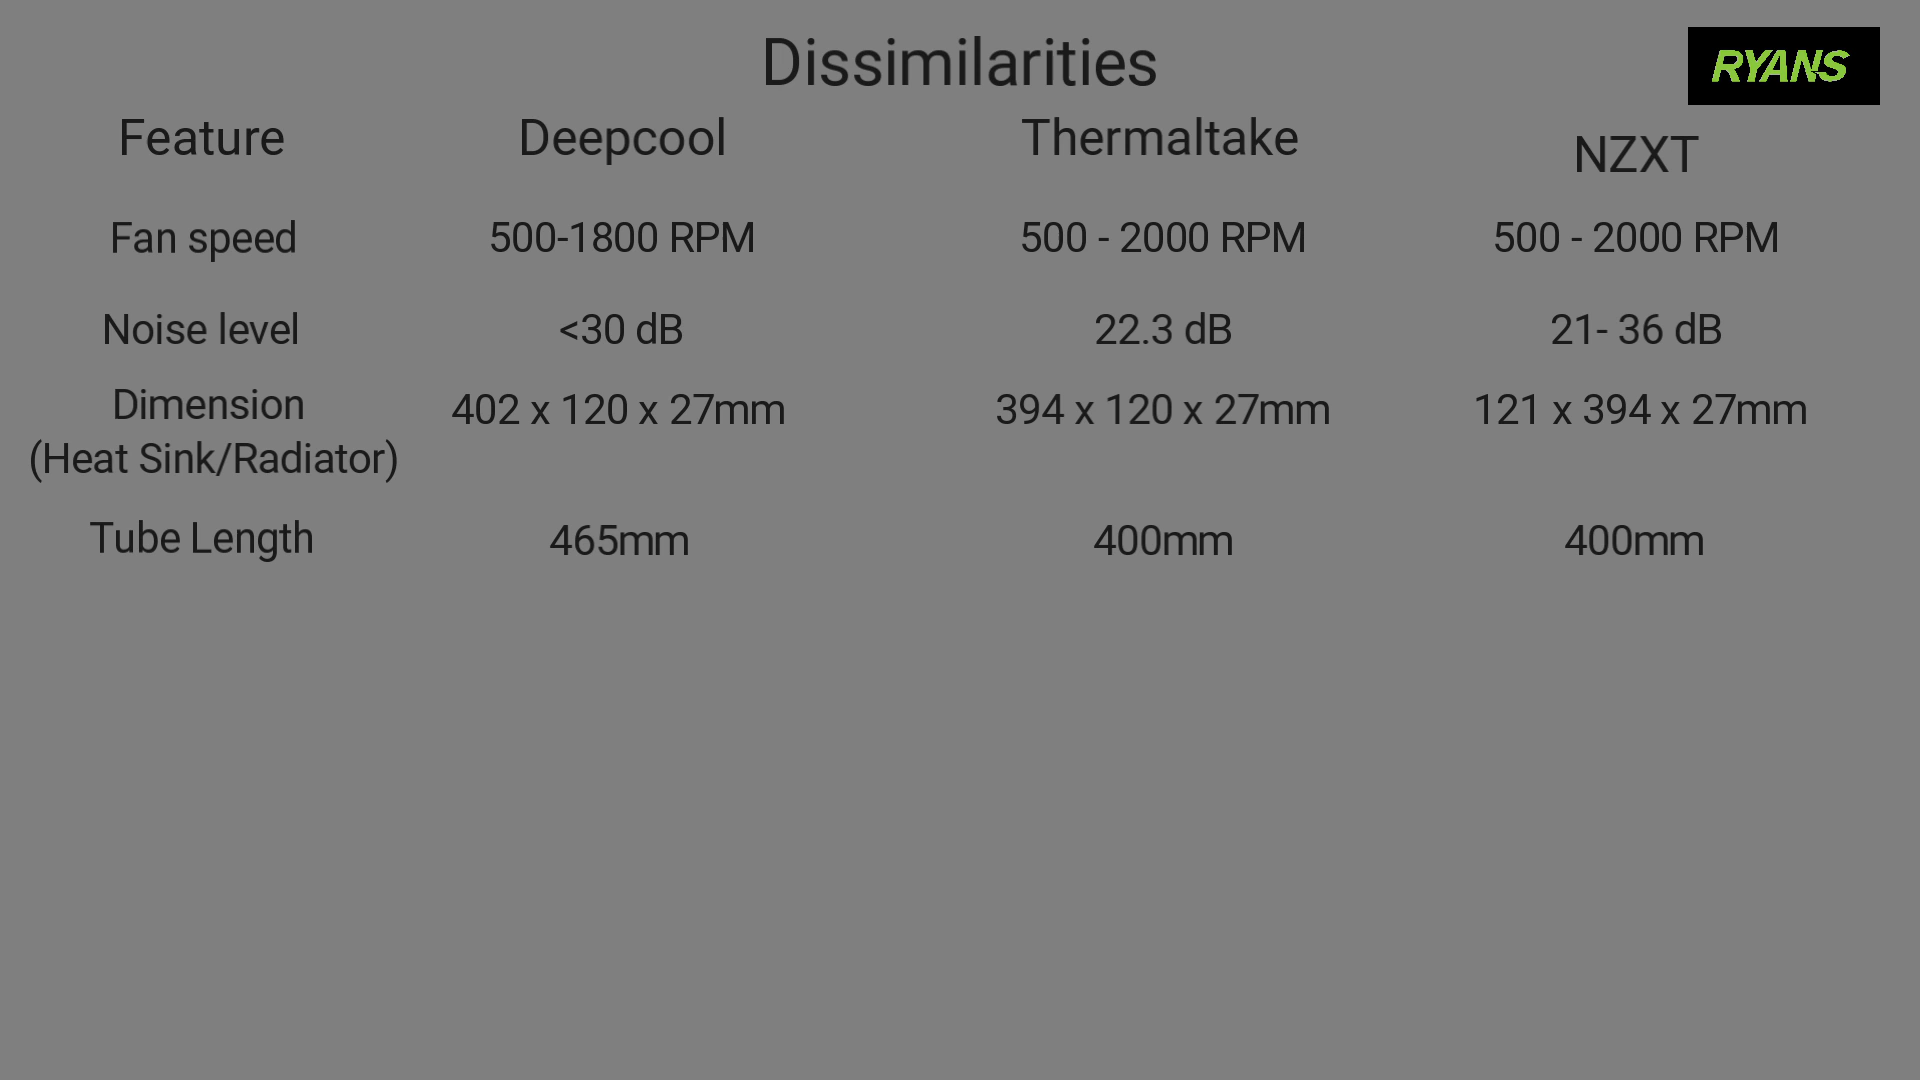 Dissimilarities
RYANS
Feature Deepcool Thermaltake NZXT
Fan speed 500-1800 RPM 500 - 2000 RPM 500 - 2000 RPM
Noise level <30 dB 22.3 dB 21- 36 dB
Dimension 402 x 120 x 27mm 394 x 120 x 27mm 121 x 394 x 27mm
(Heat Sink/Radiator)
Tube Length 465mm 400mm 400mm